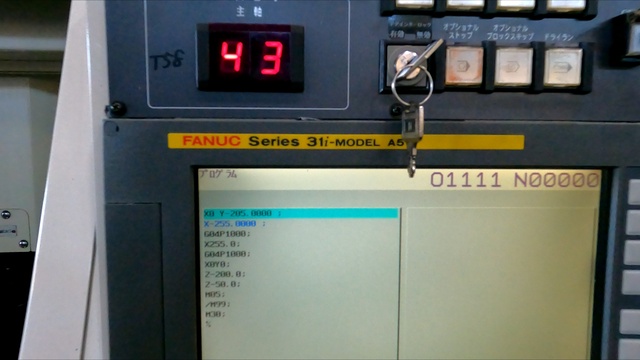 主 軸
T58
43
オプショナル
ストップ
オプショナル
ブロックスキップ
ドライラン
FANUC Series 31i-MODEL A5
プログラム
O1111 N00000
X0 Y-205.0000 ;
X-255.0000 ;
G04P1000;
X255.0;
G04P1000;
X0Y0;
Z-200.0;
Z-50.0;
M05;
/M99;
M30;
%